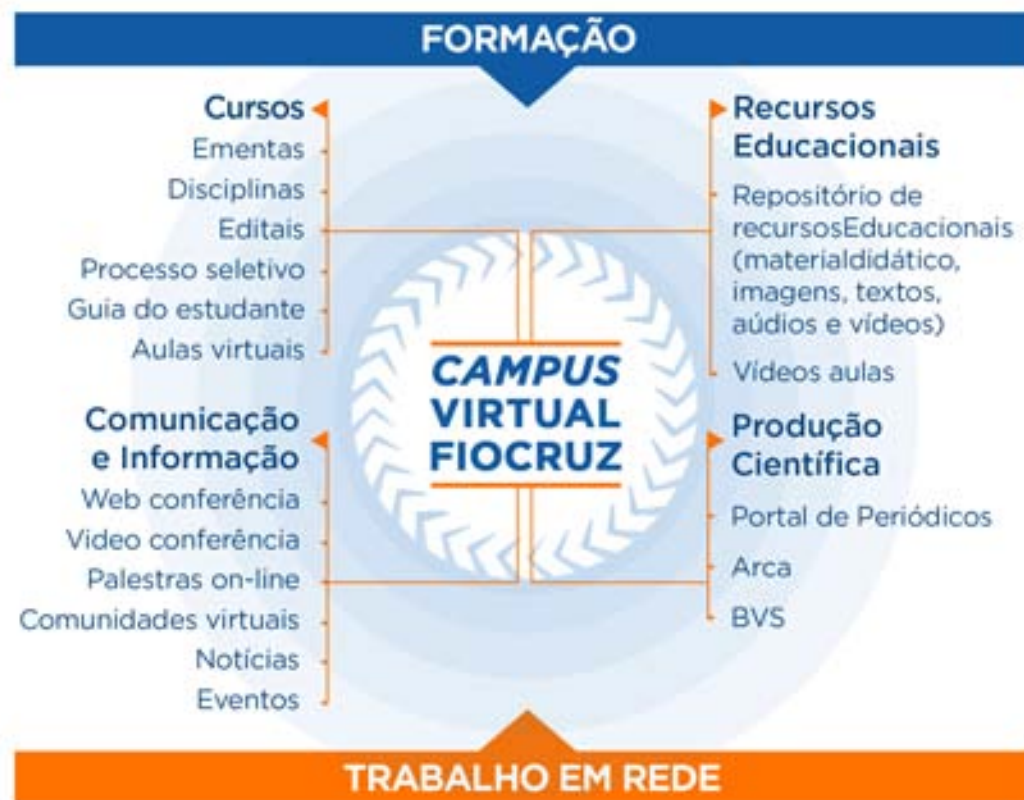 FORMAÇÃO
Cursos
Ementas
Disciplinas
Editais
Processo seletivo
Guia do estudante
Aulas virtuais
Comunicação
e Informação
Web conferência
Video conferência
Palestras on-line
Comunidades virtuais
Notícias
Eventos
CAMPUS
VIRTUAL
FIOCRUZ
Recursos
Educacionais
Repositório de
recursosEducacionais
(materialdidático,
imagens, textos,
aúdios e vídeos)
Vídeos aulas
Produção
Científica
Portal de Periódicos
Arca
BVS
TRABALHO EM REDE